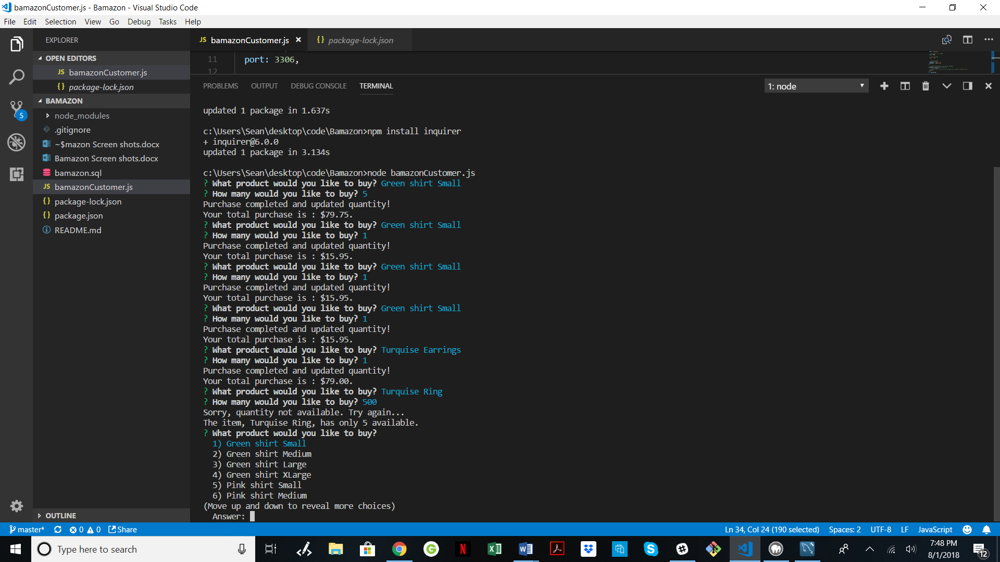 bamazonCustomer.js - Bamazon - Visual Studio Code
File Edit Selection View Go Debug Tasks Help
EXPLORER
OPEN EDITORS
JS bamazonCustomer.js
{} package-lock.json
BAMAZON
node_modules
.gitignore
~$mazon Screen shots.docx
Bamazon Screen shots.docx
bamazon.sql
JS bamazonCustomer.js
{} package-lock.json
{} package.json
README.md
OUTLINE
5
JS bamazonCustomer.js × {} package-lock.json
11 port: 3306,
12
PROBLEMS OUTPUT DEBUG CONSOLE TERMINAL
1: node
updated 1 package in 1.637s
c:\Users\Sean\desktop\code\Bamazon>npm install inquirer
+ inquirer@6.0.0
updated 1 package in 3.134s
c:\Users\Sean\desktop\code\Bamazon>node bamazonCustomer.js
? What product would you like to buy? Green shirt Small
? How many would you like to buy? 5
Purchase completed and updated quantity!
Your total purchase is : $79.75.
? What product would you like to buy? Green shirt Small
? How many would you like to buy? 1
Purchase completed and updated quantity!
Your total purchase is : $15.95.
? What product would you like to buy? Green shirt Small
? How many would you like to buy? 1
Purchase completed and updated quantity!
Your total purchase is : $15.95.
? What product would you like to buy? Green shirt Small
? How many would you like to buy? 1
Purchase completed and updated quantity!
Your total purchase is : $15.95.
? What product would you like to buy? Turquise Earrings
? How many would you like to buy? 1
Purchase completed and updated quantity!
Your total purchase is : $79.00.
? What product would you like to buy? Turquise Ring
? How many would you like to buy? 500
Sorry, quantity not available. Try again...
The item, Turquise Ring, has only 5 available.
? What product would you like to buy?
1) Green shirt Small
2) Green shirt Medium
3) Green shirt Large
4) Green shirt XLarge
5) Pink shirt Small
6) Pink shirt Medium
(Move up and down to reveal more choices)
Answer:
master* 0 0 Share
Ln 34, Col 24 (190 selected) Spaces: 2 UTF-8 LF JavaScript
Type here to search
7:48 PM
8/1/2018
12